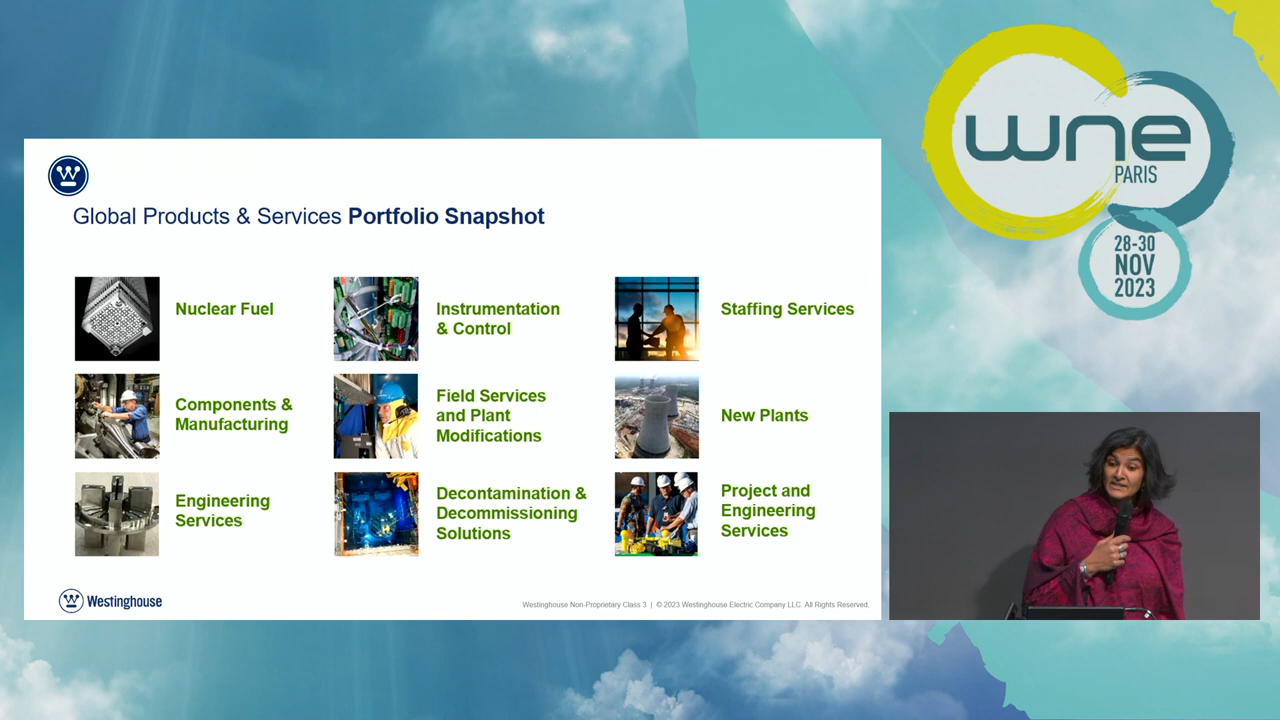 wne
PARIS
28-30
NOV
2023
W
Global Products & Services Portfolio Snapshot
Nuclear Fuel
Instrumentation
& Control
Staffing Services
Components &
Manufacturing
Field Services
and Plant
Modifications
New Plants
Engineering
Services
Decontamination &
Decommissioning
Solutions
Project and
Engineering
Services
W Westinghouse
Westinghouse Non-Proprietary Class 3 | © 2023 Westinghouse Electric Company LLC. All Rights Reserved.